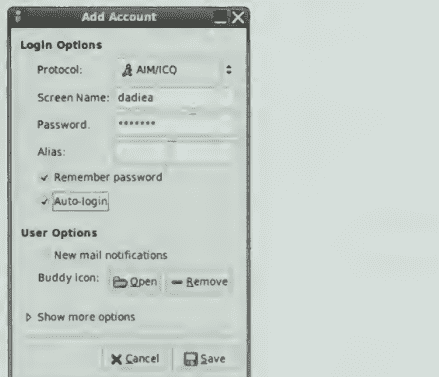 Add Account
Login Options
Protocol: AIM/ICQ
Screen Name: dadiea
Password: *******
Alias:
Remember password
Auto-login
User Options
New mail notifications
Buddy Icon: Open Remove
Show more options
Cancel Save